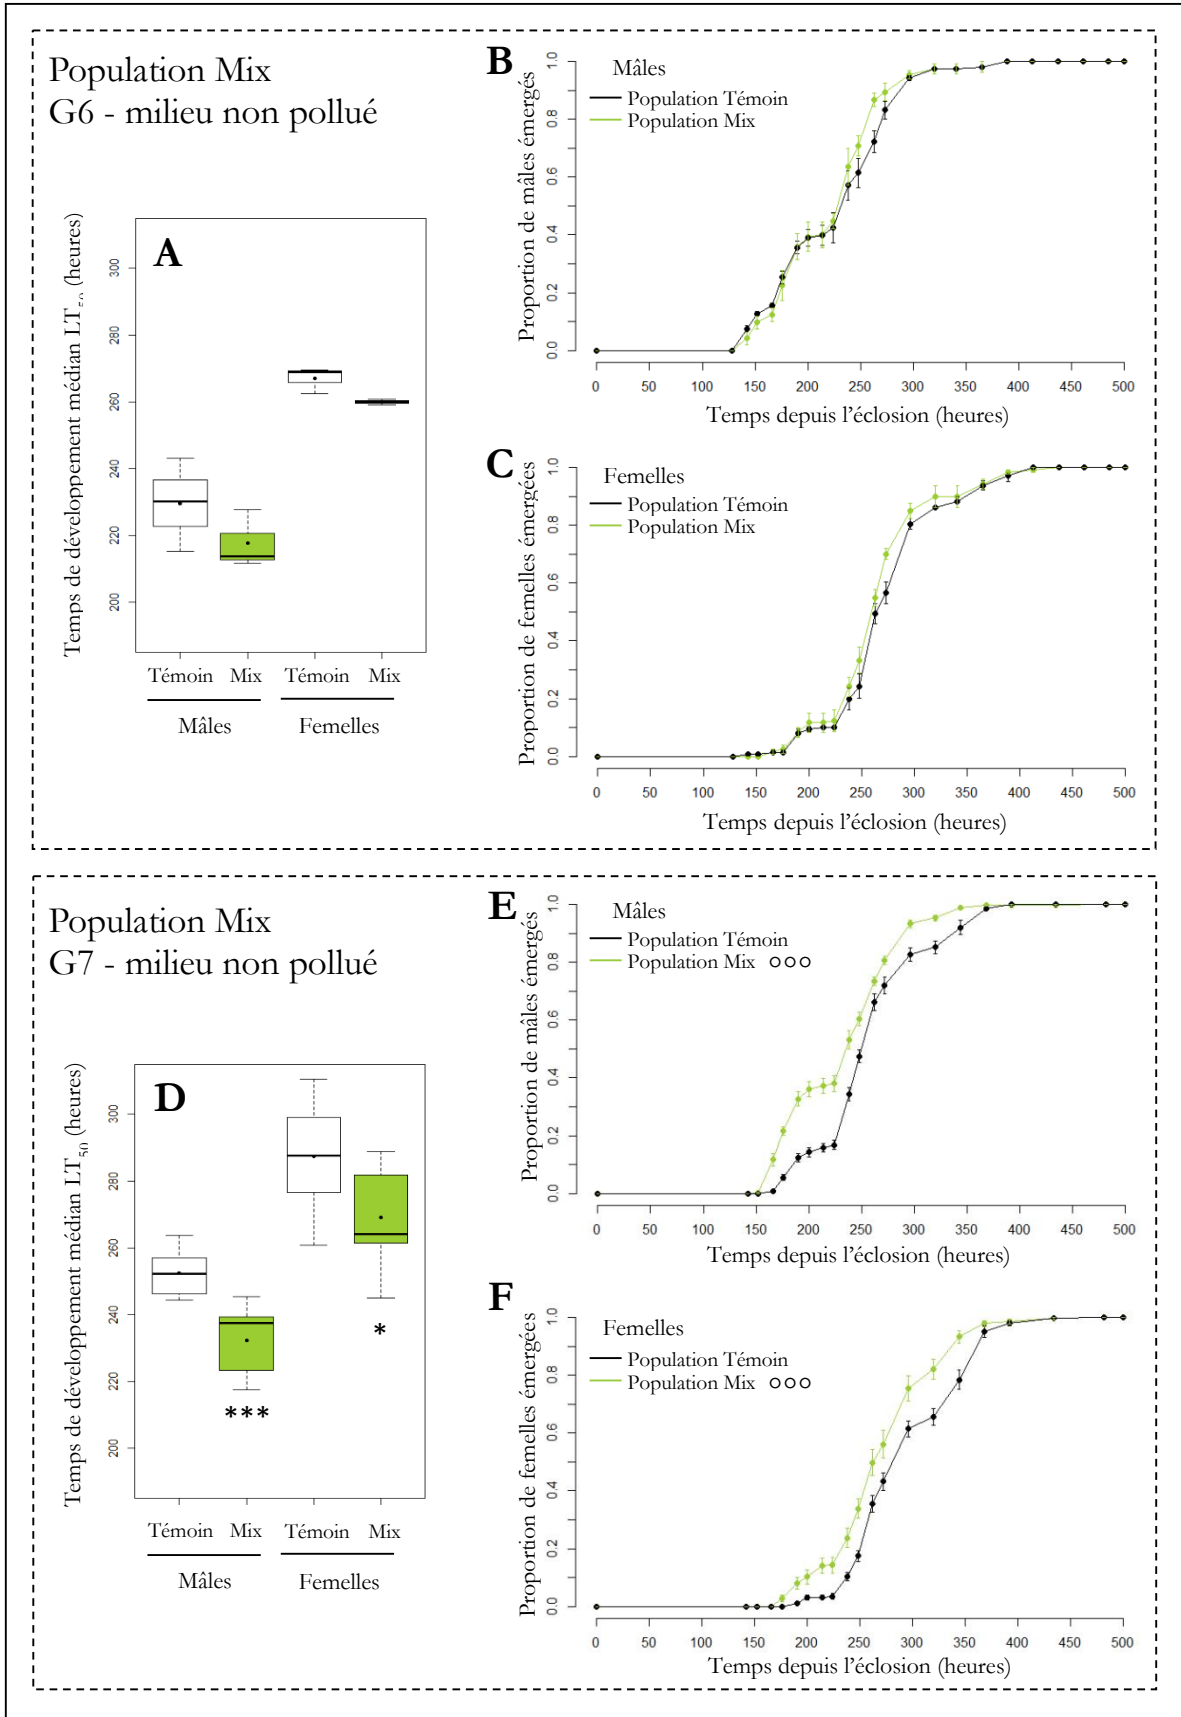 Population Mix
G6 - milieu non pollué
A
Temps de développement médian LT50 (heures)
300
280
260
240
220
200
Témoin Mix Témoin Mix
Mâles Femelles
B
Mâles
Population Témoin
Population Mix
Proportion de mâles émergés
1.0
0.8
0.6
0.4
0.2
0.0
0 50 100 150 200 250 300 350 400 450 500
Temps depuis l'éclosion (heures)
C
Femelles
Population Témoin
Population Mix
Proportion de femelles émergées
1.0
0.8
0.6
0.4
0.2
0.0
0 50 100 150 200 250 300 350 400 450 500
Temps depuis l'éclosion (heures)
Population Mix
G7 - milieu non pollué
D
Temps de développement médian LT50 (heures)
300
280
260
240
220
200
***
*
Témoin Mix Témoin Mix
Mâles Femelles
E
Mâles
Population Témoin
Population Mix ○○○
Proportion de mâles émergés
1.0
0.8
0.6
0.4
0.2
0.0
0 50 100 150 200 250 300 350 400 450 500
Temps depuis l'éclosion (heures)
F
Femelles
Population Témoin
Population Mix ○○○
Proportion de femelles émergées
1.0
0.8
0.6
0.4
0.2
0.0
0 50 100 150 200 250 300 350 400 450 500
Temps depuis l'éclosion (heures)